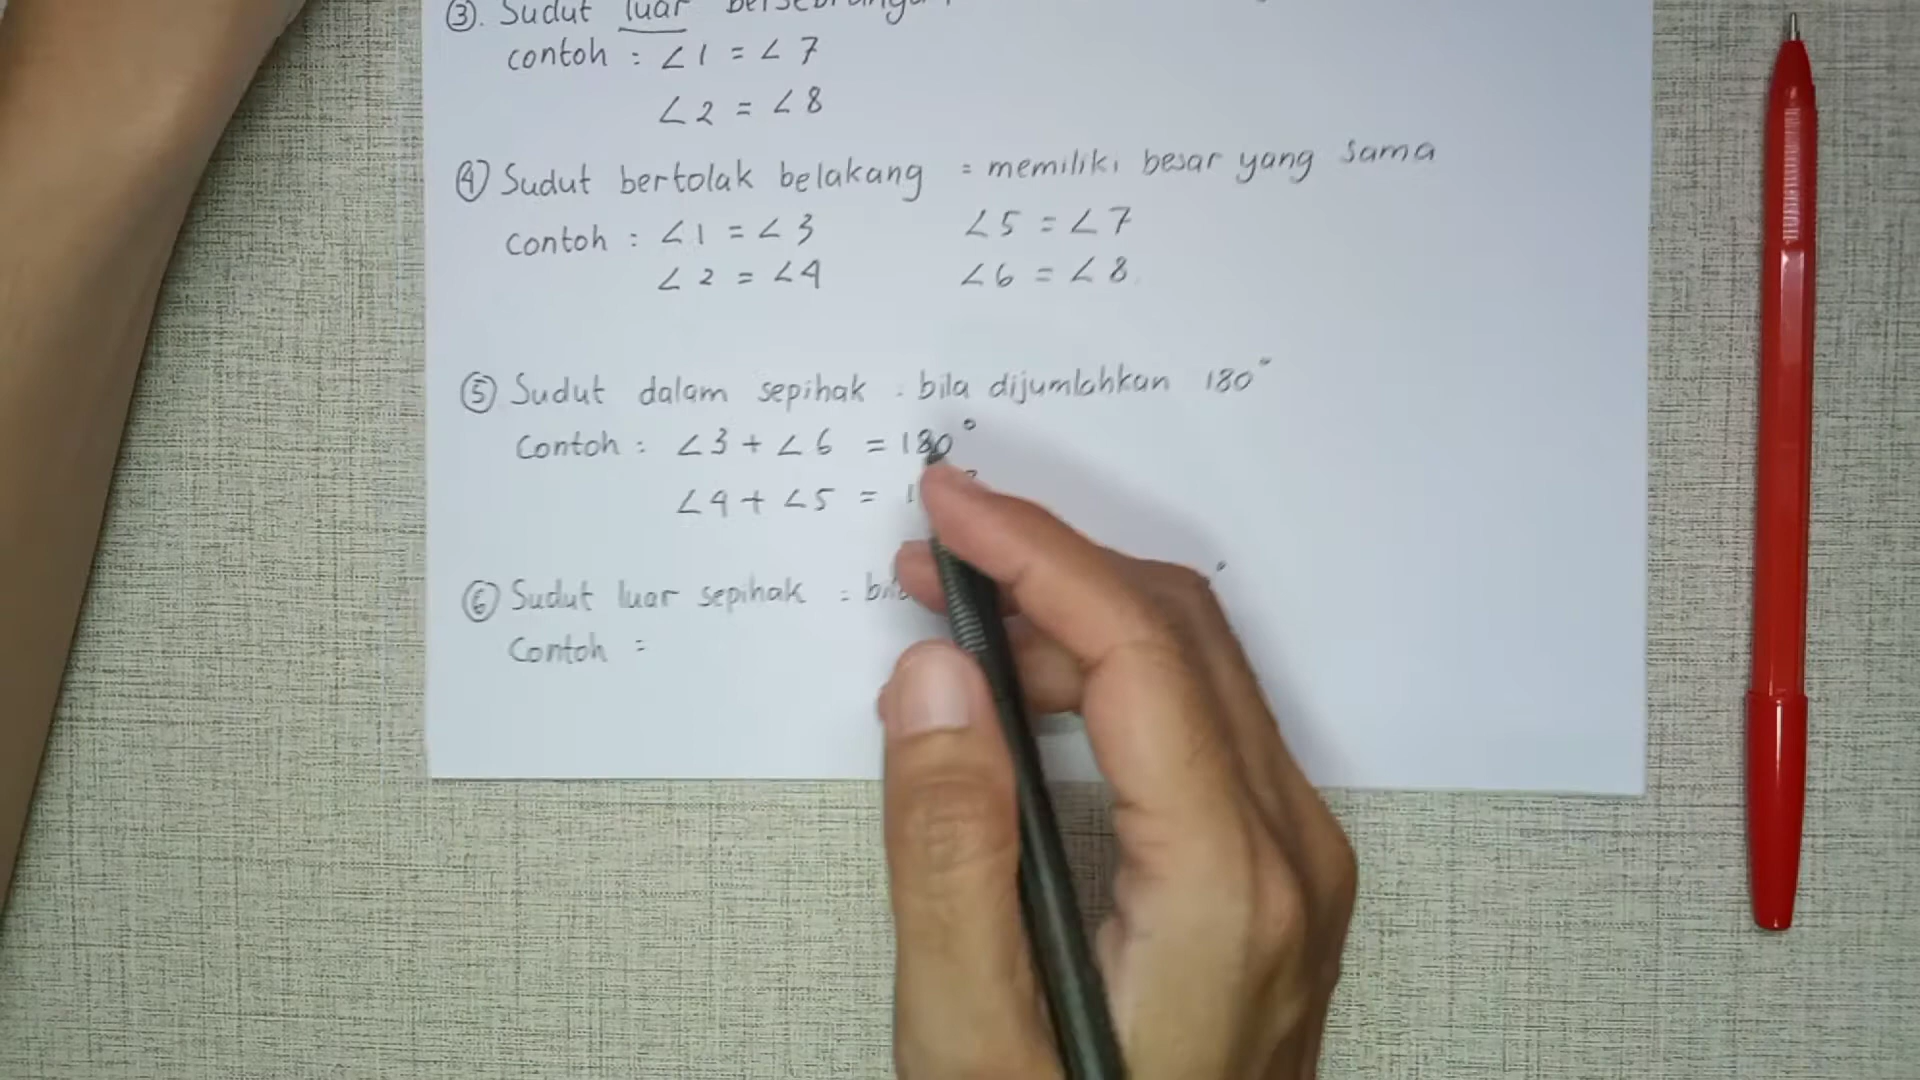 ③. Sudut luar
contoh : ∠1 = ∠7
∠2 = ∠8
④ Sudut bertolak belakang = memiliki besar yang sama
contoh : ∠1 = ∠3 ∠5 = ∠7
∠2 = ∠4 ∠6 = ∠8
⑤ Sudut dalam sepihak : bila dijumlahkan 180°
Contoh : ∠3 + ∠6 = 180°
∠4 + ∠5 =
⑥ Sudut luar sepihak :
Contoh =